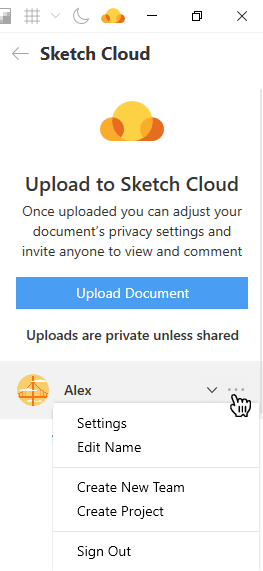 Sketch Cloud
Upload to Sketch Cloud
Once uploaded you can adjust your
document's privacy settings and
invite anyone to view and comment
Upload Document
Uploads are private unless shared
Alex
Settings
Edit Name
Create New Team
Create Project
Sign Out